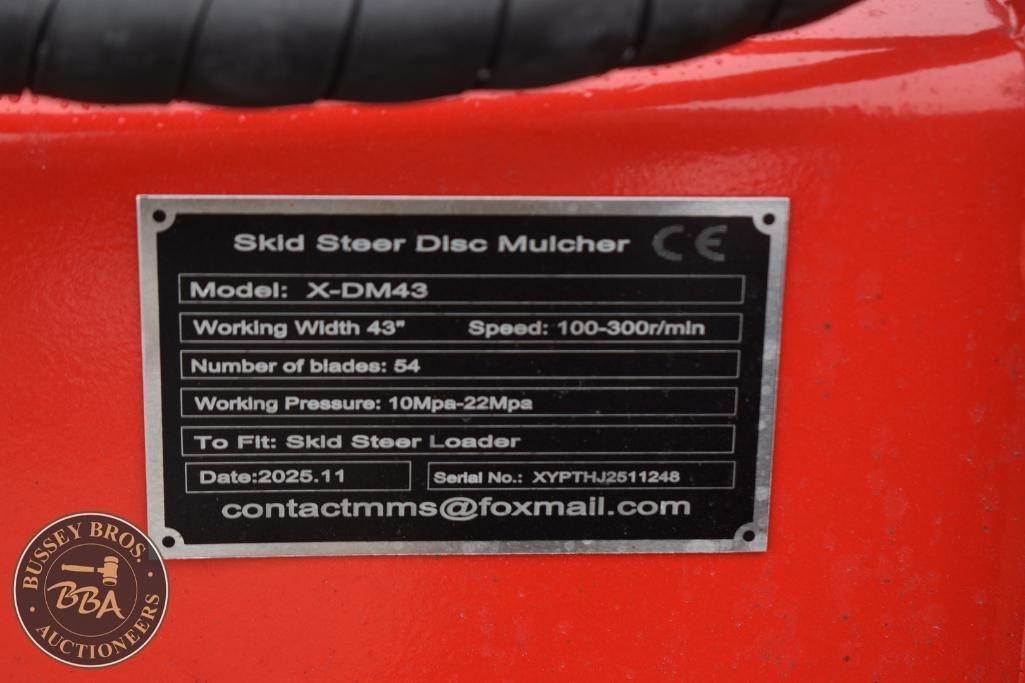 Skid Steer Disc Mulcher CE
Model: X-DM43
Working Width 43" Speed: 100-300r/min
Number of blades: 54
Working Pressure: 10Mpa-22Mpa
To Fit: Skid Steer Loader
Date:2025.11 Serial No.: XYPTHJ2511248
contactmms@foxmail.com
BUSSEY BROS.
BBA
AUCTIONEERS